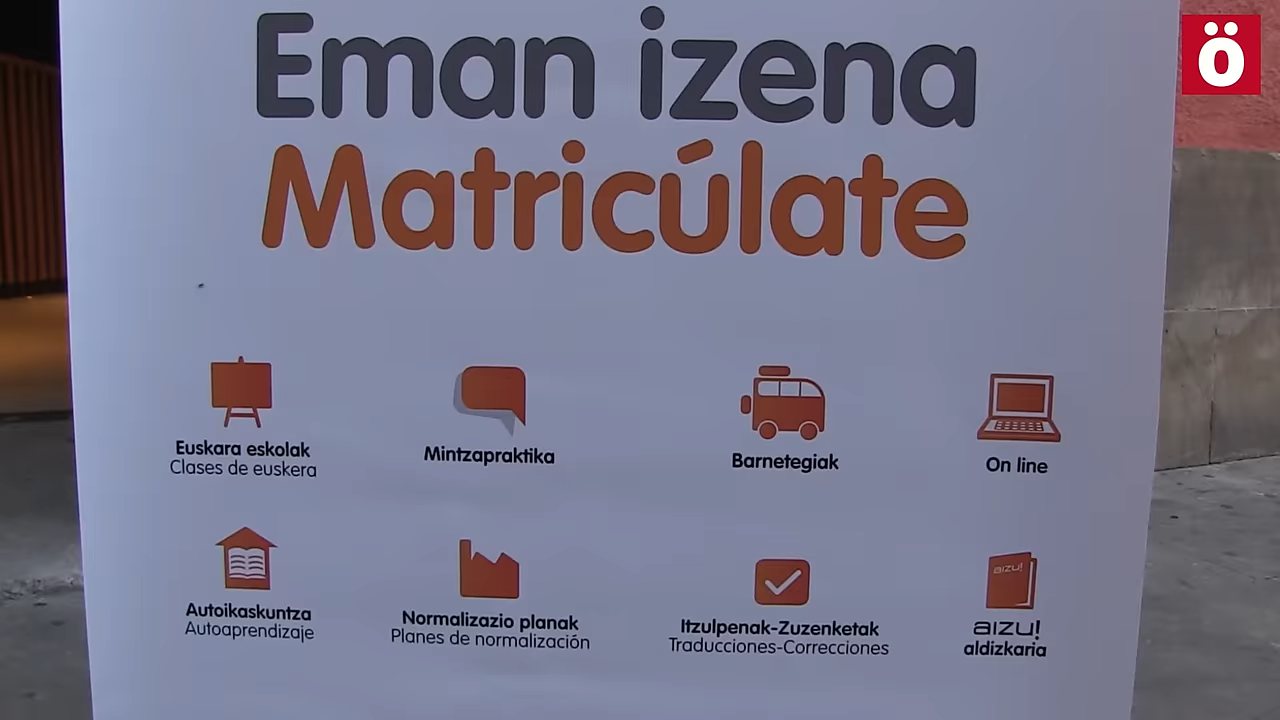 ö
Eman izena
Matricúlate
Euskara eskolak
Clases de euskera
Mintzapraktika
Barnetegiak
On line
Autoikaskuntza
Autoaprendizaje
Normalizazio planak
Planes de normalización
Itzulpenak-Zuzenketak
Traducciones-Correcciones
aizu!
aizu!
aldizkaria